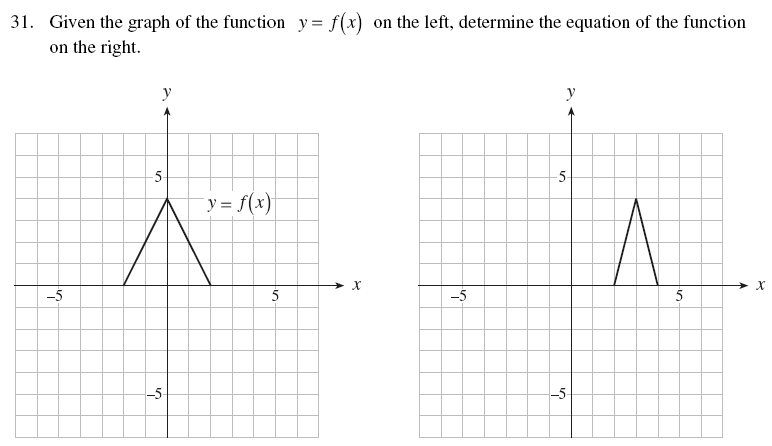 31. Given the graph of the function y = f(x) on the left, determine the equation of the function
on the right.
y
y
5
5
y = f(x)
x
x
–5
5
–5
5
–5
–5